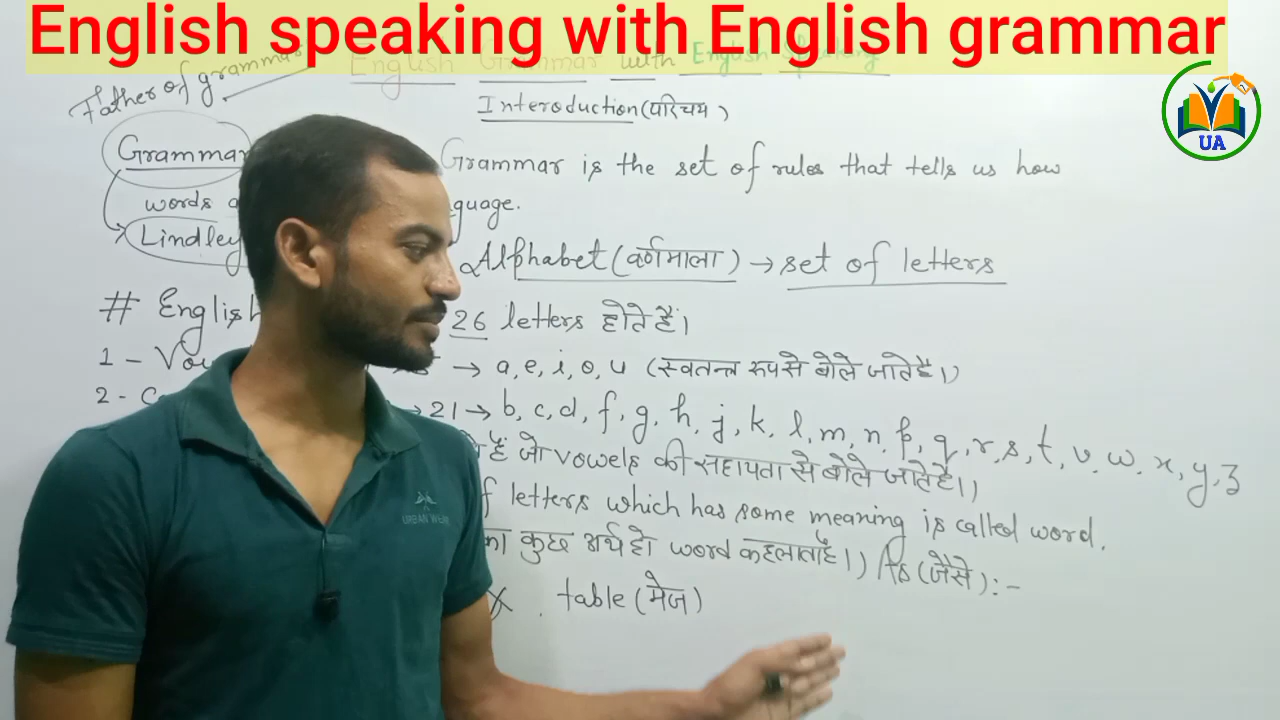 English speaking with English grammar
English Grammar with English Speaking
Father of grammar
Interoduction (परिचय)
UA
Grammar Grammar is the set of rules that tells us how
words guage.
Lindley
Alphabet (वर्णमाला) → set of letters
# English 26 letters होते हैं।
1 - Vow → a, e, i, o, u (स्वतन्त्र रुप से बोले जाते है।)
2 - C → 21 → b, c, d, f, g, h, j, k, l, m, n, p, q, r, s, t, v, w, x, y, z
हैं जो vowels की सहायता से बोले जाते है।)
f letters which has some meaning is called word.
का कुछ अर्थ हो word कहलाता है।) As (जैसे) :-
table (मेज)
URBAN